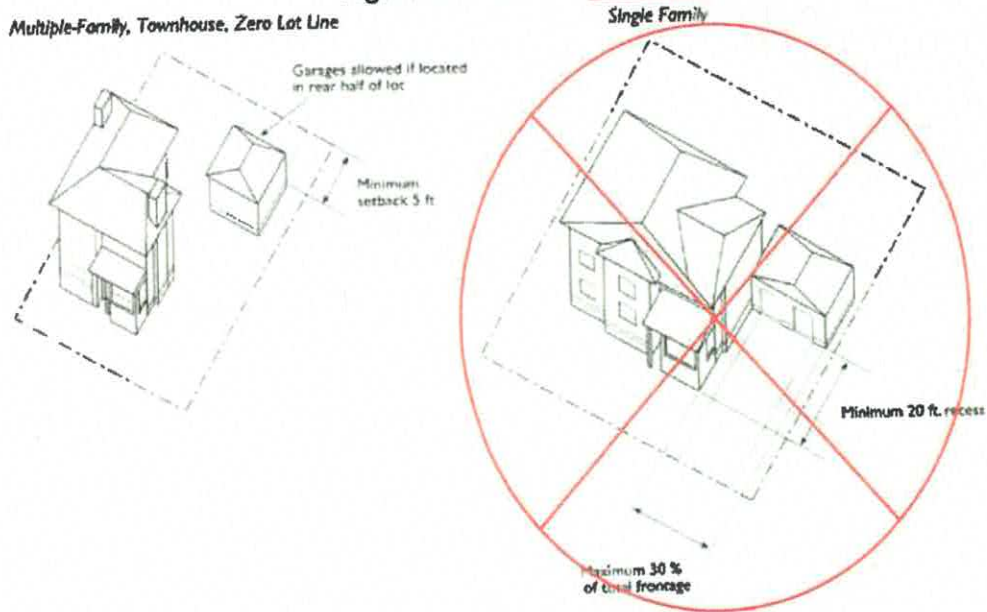 Multiple-Family, Townhouse, Zero Lot Line
Garages allowed if located
in rear half of lot
Minimum
setback 5 ft
Single Family
Minimum 20 ft. recess
Maximum 30 %
of total frontage